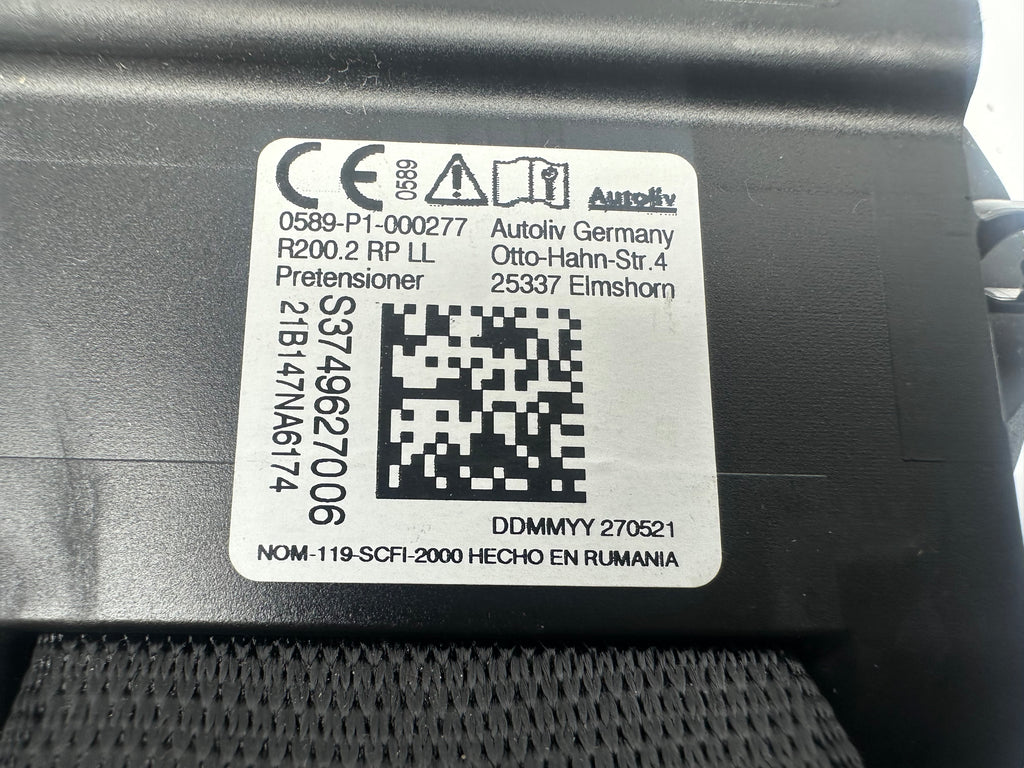 CE 0589
Autoliv
0589-P1-000277
R200.2 RP LL
Pretensioner
Autoliv Germany
Otto-Hahn-Str.4
25337 Elmshorn
S3749627006
21B147NA6174
DDMMYY 270521
NOM-119-SCFI-2000 HECHO EN RUMANIA